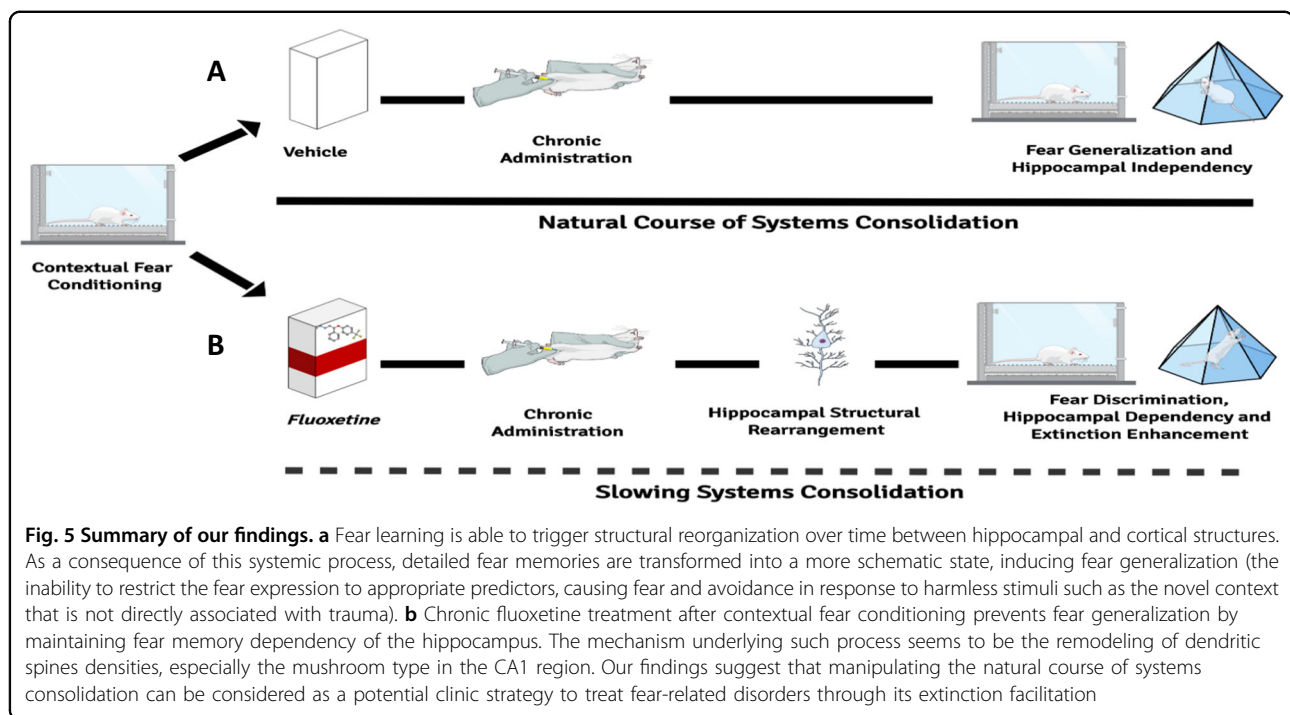 A
Vehicle
Chronic
Administration
Fear Generalization and
Hippocampal Independency
Natural Course of Systems Consolidation
Contextual Fear
Conditioning
B
Fluoxetine
Chronic
Administration
Hippocampal Structural
Rearrangement
Fear Discrimination,
Hippocampal Dependency and
Extinction Enhancement
Slowing Systems Consolidation
Fig. 5 Summary of our findings. a Fear learning is able to trigger structural reorganization over time between hippocampal and cortical structures.
As a consequence of this systemic process, detailed fear memories are transformed into a more schematic state, inducing fear generalization (the
inability to restrict the fear expression to appropriate predictors, causing fear and avoidance in response to harmless stimuli such as the novel context
that is not directly associated with trauma). b Chronic fluoxetine treatment after contextual fear conditioning prevents fear generalization by
maintaining fear memory dependency of the hippocampus. The mechanism underlying such process seems to be the remodeling of dendritic
spines densities, especially the mushroom type in the CA1 region. Our findings suggest that manipulating the natural course of systems
consolidation can be considered as a potential clinic strategy to treat fear-related disorders through its extinction facilitation